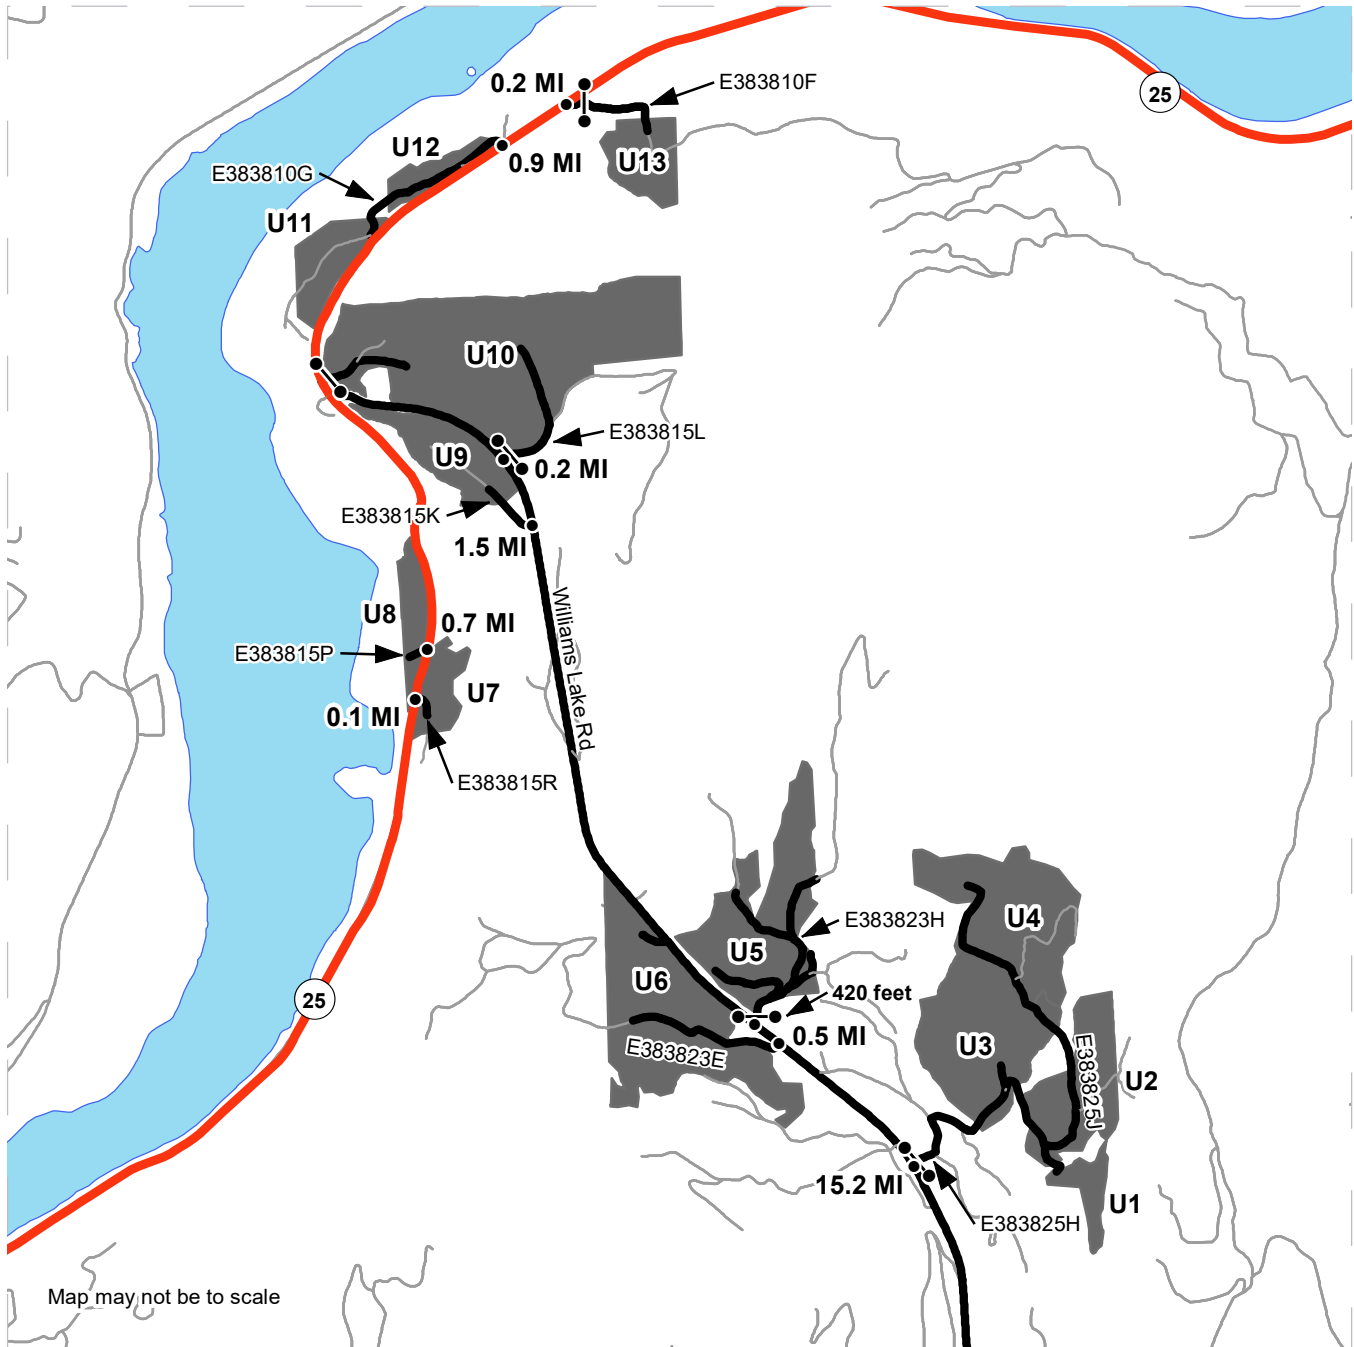 0.2 MI
E383810F
25
U12
0.9 MI
U13
E383810G
U11
U10
E383815L
U9
0.2 MI
E383815K
1.5 MI
Williams Lake Rd
U8
0.7 MI
E383815P
U7
0.1 MI
E383815R
E383823H
U4
U5
U6
420 feet
25
0.5 MI
E383823E
U3
E383825J
U2
15.2 MI
U1
E383825H
Map may not be to scale